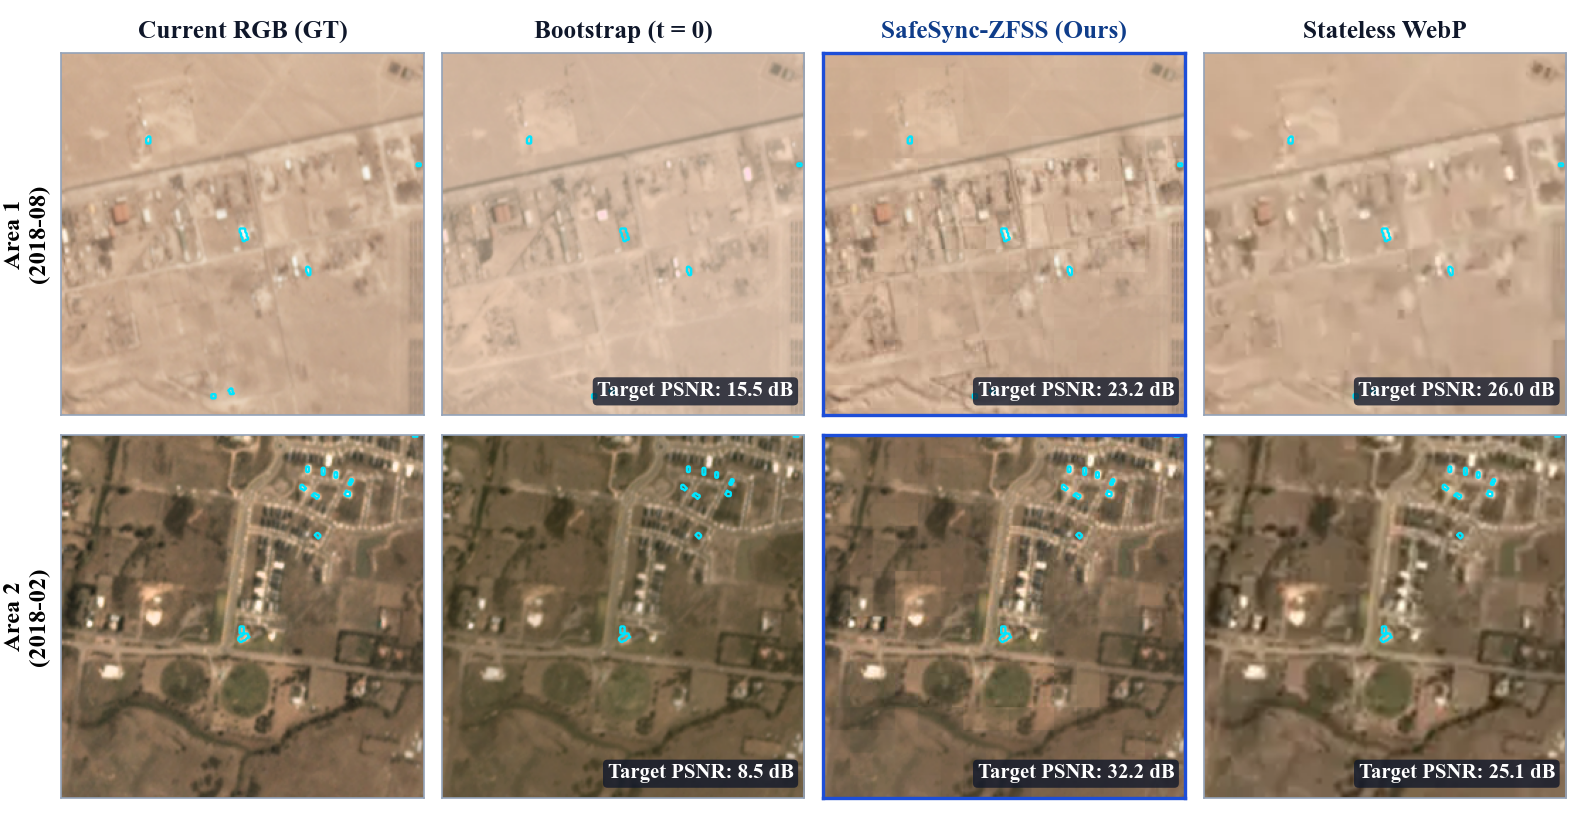 Current RGB (GT)
Bootstrap (t = 0)
SafeSync-ZFSS (Ours)
Stateless WebP
Area 1
(2018-08)
Target PSNR: 15.5 dB
Target PSNR: 23.2 dB
Target PSNR: 26.0 dB
Area 2
(2018-02)
Target PSNR: 8.5 dB
Target PSNR: 32.2 dB
Target PSNR: 25.1 dB